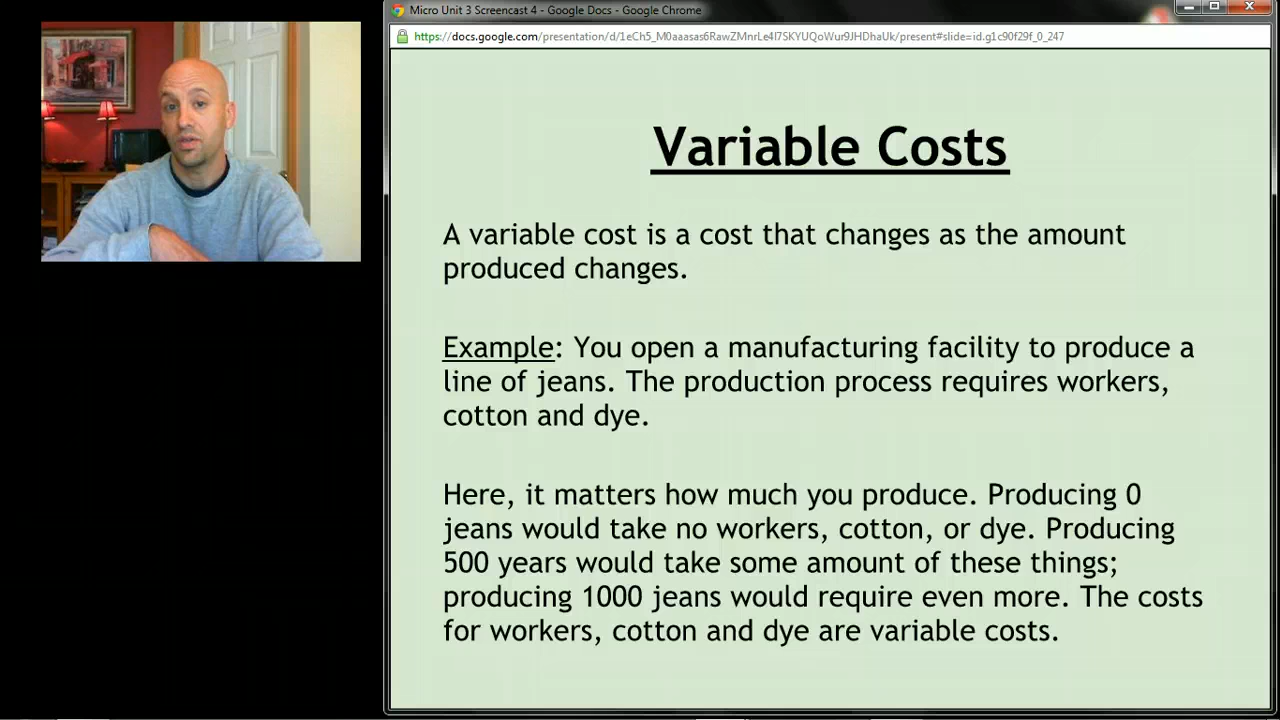 Micro Unit 3 Screencast 4 - Google Docs - Google Chrome
https://docs.google.com/presentation/d/1eCh5_M0aaasas6RawZMnrLe4l7SKYUQoWur9JHDhaUk/present#slide=id.g1c90f29f_0_247
Variable Costs
A variable cost is a cost that changes as the amount
produced changes.
Example: You open a manufacturing facility to produce a
line of jeans. The production process requires workers,
cotton and dye.
Here, it matters how much you produce. Producing 0
jeans would take no workers, cotton, or dye. Producing
500 years would take some amount of these things;
producing 1000 jeans would require even more. The costs
for workers, cotton and dye are variable costs.